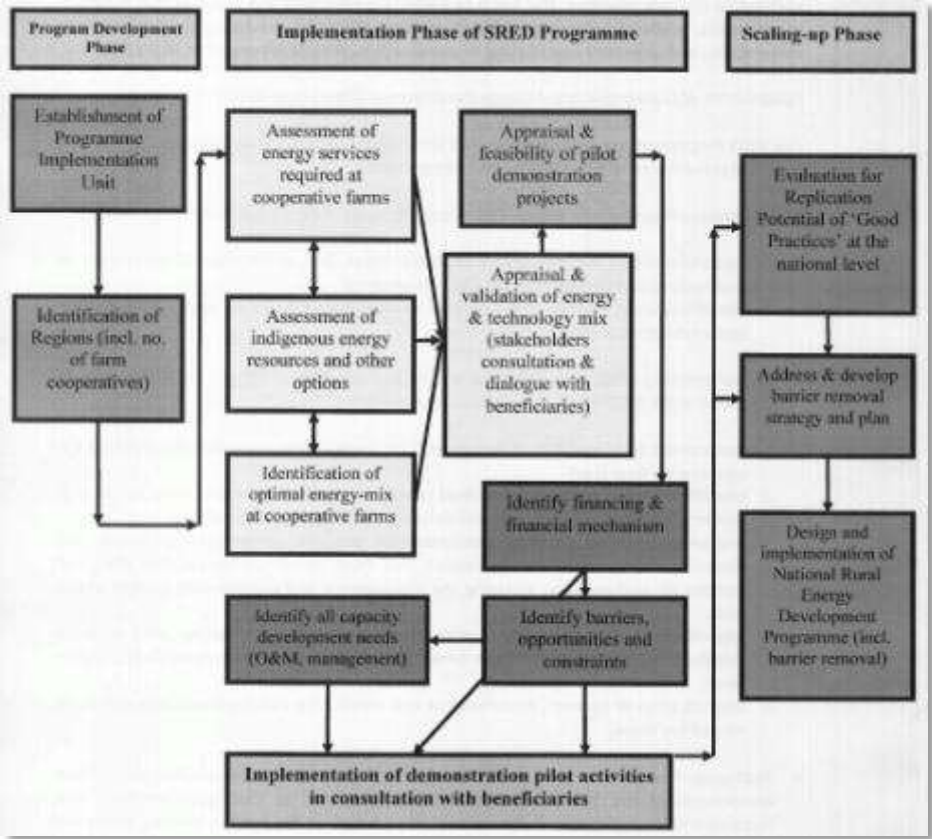 Program Development
Phase
Implementation Phase of SRED Programme
Scaling-up Phase
Establishment of
Programme
Implementation
Unit
Identification of
Regions (incl. no.
of farm
cooperatives)
Assessment of
energy services
required at
cooperative farms
Assessment of
indigenous energy
resources and other
options
Identification of
optimal energy-mix
at cooperative farms
Appraisal &
feasibility of pilot
demonstration
projects
Appraisal &
validation of energy
& technology mix
(stakeholders
consultation &
dialogue with
beneficiaries)
Identify financing &
financial mechanism
Identify all capacity
development needs
(O&M, management)
Identify barriers,
opportunities and
constraints
Implementation of demonstration pilot activities
in consultation with beneficiaries
Evaluation for
Replication
Potential of 'Good
Practices' at the
national level
Address & develop
barrier removal
strategy and plan
Design and
implementation of
National Rural
Energy
Development
Programme (incl.
barrier removal)